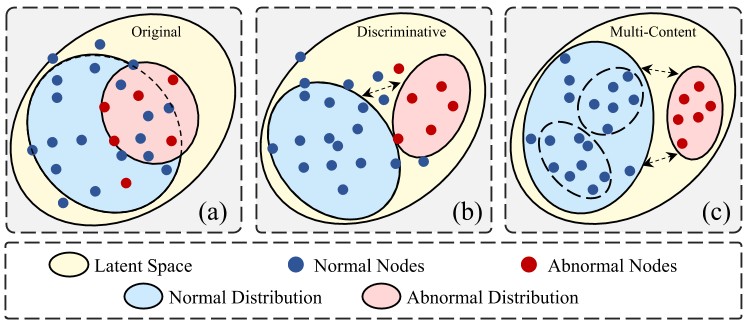 Original
(a)
Discriminative
(b)
Multi-Content
(c)
Latent Space
Normal Nodes
Abnormal Nodes
Normal Distribution
Abnormal Distribution